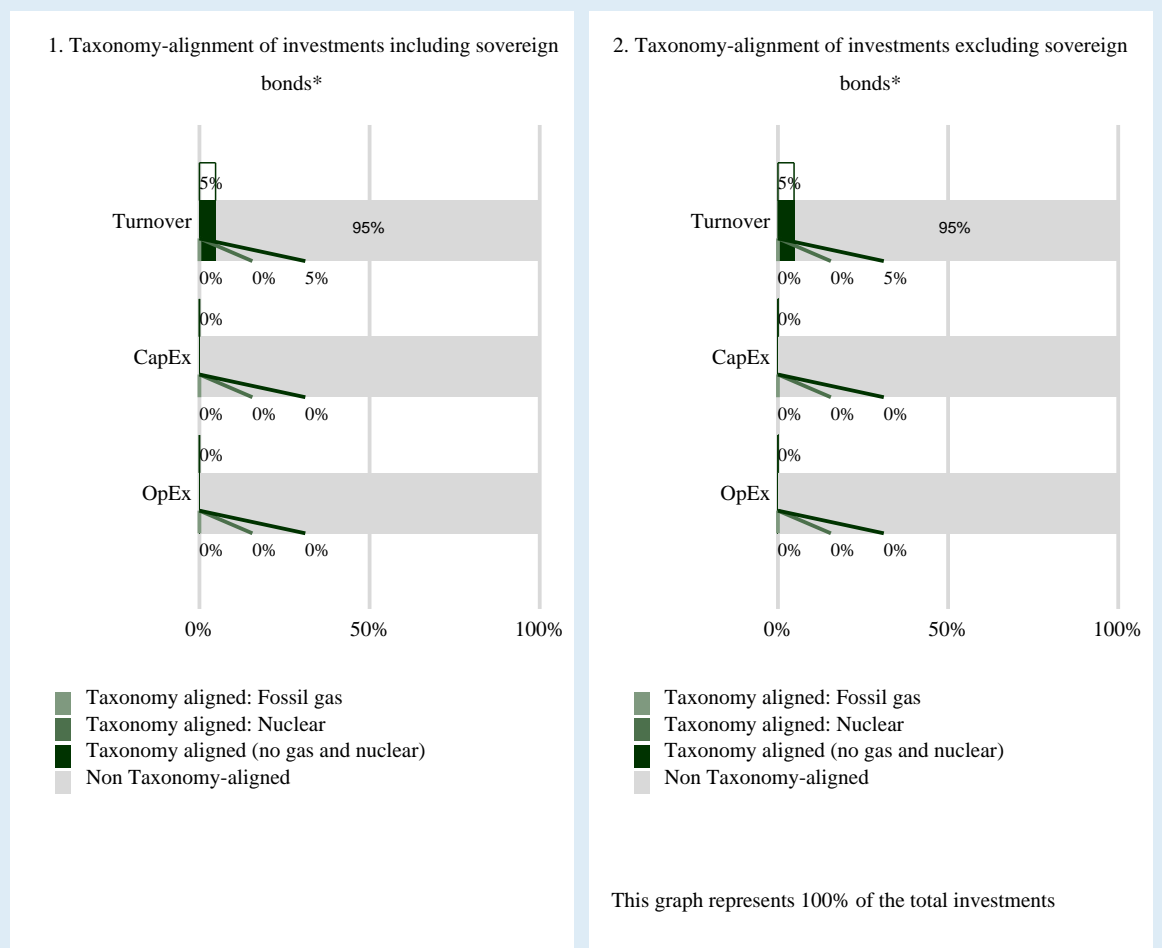 1. Taxonomy-alignment of investments including sovereign
bonds*
5%
Turnover
95%
0% 0% 5%
0%
CapEx
0% 0% 0%
0%
OpEx
0% 0% 0%
0% 50% 100%
Taxonomy aligned: Fossil gas
Taxonomy aligned: Nuclear
Taxonomy aligned (no gas and nuclear)
Non Taxonomy-aligned
2. Taxonomy-alignment of investments excluding sovereign
bonds*
5%
Turnover
95%
0% 0% 5%
0%
CapEx
0% 0% 0%
0%
OpEx
0% 0% 0%
0% 50% 100%
Taxonomy aligned: Fossil gas
Taxonomy aligned: Nuclear
Taxonomy aligned (no gas and nuclear)
Non Taxonomy-aligned
This graph represents 100% of the total investments